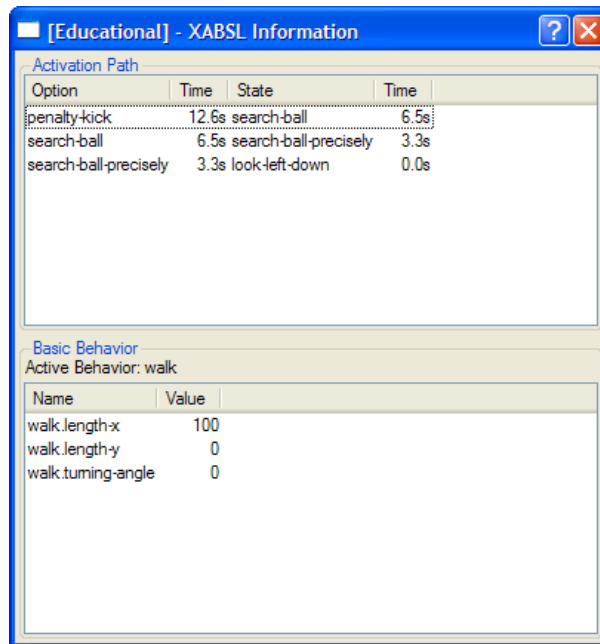 [Educational] - XABSL Information
Activation Path
Option Time State Time
penalty-kick 12.6s search-ball 6.5s
search-ball 6.5s search-ball-precisely 3.3s
search-ball-precisely 3.3s look-left-down 0.0s
Basic Behavior
Active Behavior: walk
Name Value
walk.length-x 100
walk.length-y 0
walk.turning-angle 0